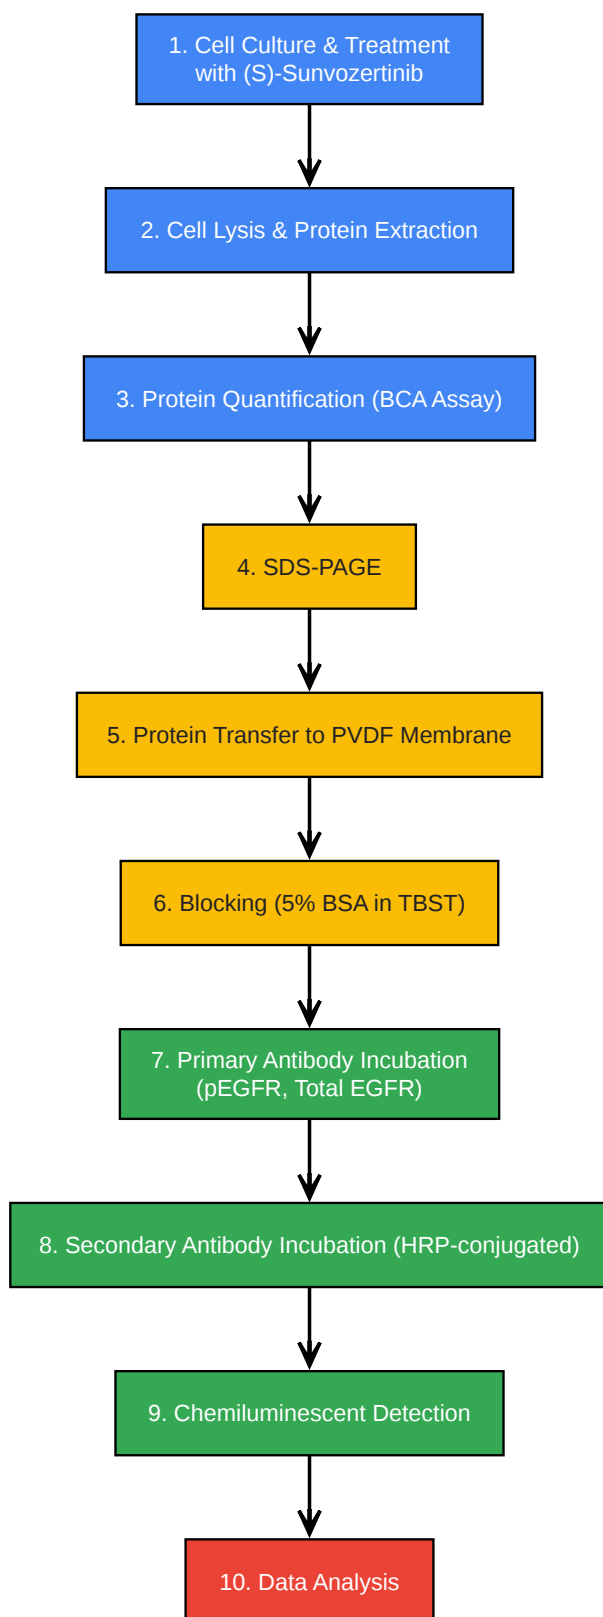 1. Cell Culture & Treatment
with (S)-Sunvozertinib
2. Cell Lysis & Protein Extraction
3. Protein Quantification (BCA Assay)
4. SDS-PAGE
5. Protein Transfer to PVDF Membrane
6. Blocking (5% BSA in TBST)
7. Primary Antibody Incubation
(pEGFR, Total EGFR)
8. Secondary Antibody Incubation (HRP-conjugated)
9. Chemiluminescent Detection
10. Data Analysis